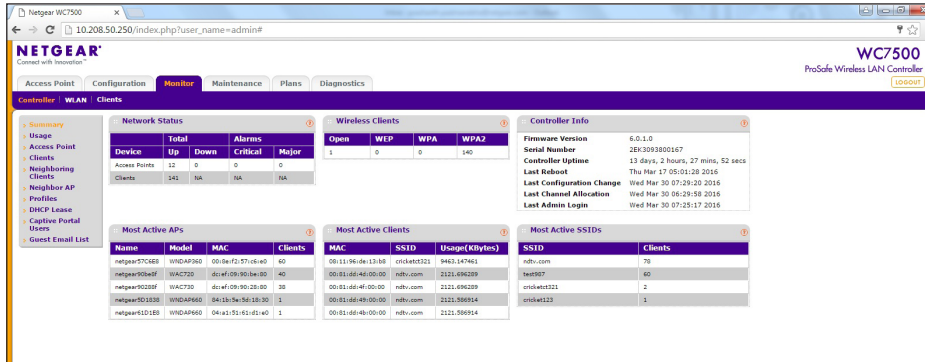 Netgear WC7500
10.208.50.250/index.php?user_name=admin#
NETGEAR®
Connect with Innovation™
WC7500
ProSafe Wireless LAN Controller
LOGOUT
Access Point Configuration Monitor Maintenance Plans Diagnostics
Controller WLAN Clients
Summary
Usage
Access Point
Clients
Neighboring
Clients
Neighbor AP
Profiles
DHCP Lease
Captive Portal
Users
Guest Email List
Network Status
Total Alarms
Device Up Down Critical Major
Access Points 12 0 0 0
Clients 141 NA NA NA
Wireless Clients
Open WEP WPA WPA2
1 0 0 140
Controller Info
Firmware Version 6.0.1.0
Serial Number 2EK3093800167
Controller Uptime 13 days, 2 hours, 27 mins, 52 secs
Last Reboot Thu Mar 17 05:01:28 2016
Last Configuration Change Wed Mar 30 07:29:20 2016
Last Channel Allocation Wed Mar 30 06:29:58 2016
Last Admin Login Wed Mar 30 07:25:17 2016
Most Active APs
Name Model MAC Clients
netgear57C6E8 WNDAP360 00:8e:f2:57:c6:e0 60
netgear90be8f WAC720 dc:ef:09:90:be:80 40
netgear90288f WAC730 dc:ef:09:90:28:80 38
netgear5D1838 WNDAP660 84:1b:5e:5d:18:30 1
netgear61D1E8 WNDAP660 04:a1:51:61:d1:e0 1
Most Active Clients
MAC SSID Usage(KBytes)
08:11:96:de:13:b8 cricketct321 9463.147461
00:81:dd:4d:00:00 ndtv.com 2121.696289
00:81:dd:4f:00:00 ndtv.com 2121.696289
00:81:dd:49:00:00 ndtv.com 2121.586914
00:81:dd:4b:00:00 ndtv.com 2121.586914
Most Active SSIDs
SSID Clients
ndtv.com 78
test987 60
cricketct321 2
cricket123 1